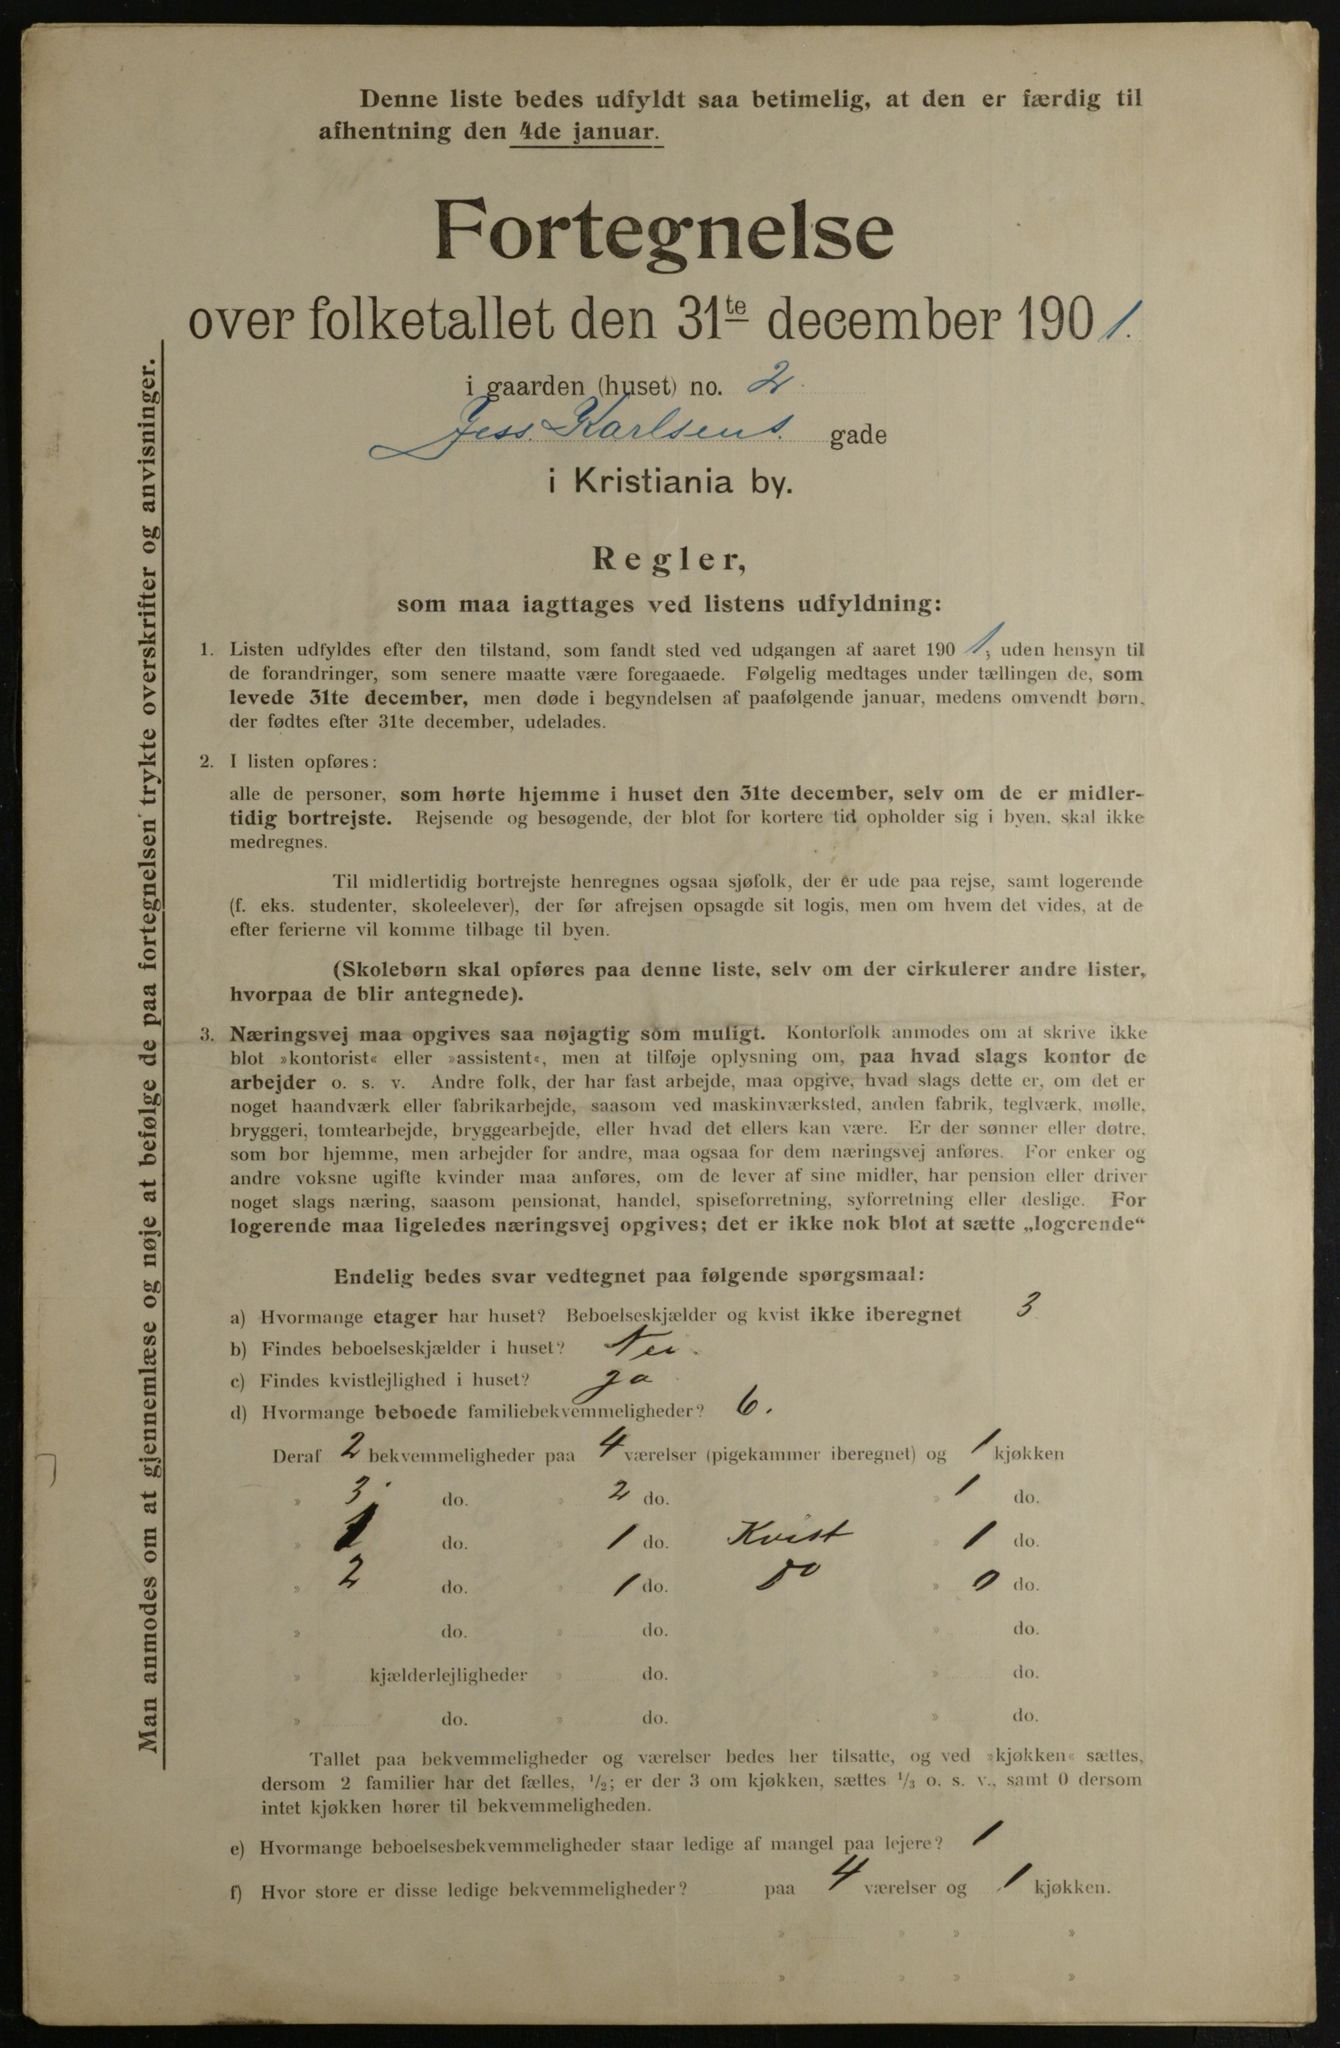 Denne liste bedes udfyldt saa betimelig, at den er færdig til
afhentning den 4de januar.
Fortegnelse
over folketallet den 31te december 1901.
i gaarden (huset) no. 2
Jess. Karlsens. gade
i Kristiania by.
Regler,
som maa iagttages ved listens udfyldning:
1. Listen udfyldes efter den tilstand, som fandt sted ved udgangen af aaret 1901, uden hensyn til
de forandringer, som senere maatte være foregaaede. Følgelig medtages under tællingen de, som
levede 31te december, men døde i begyndelsen af paafølgende januar, medens omvendt børn,
der fødtes efter 31te december, udelades.
2. I listen opføres:
alle de personer, som hørte hjemme i huset den 31te december, selv om de er midler-
tidig bortrejste. Rejsende og besøgende, der blot for kortere tid opholder sig i byen, skal ikke
medregnes.
Til midlertidig bortrejste henregnes ogsaa sjøfolk, der er ude paa rejse, samt logerende
(f. eks. studenter, skoleelever), der før afrejsen opsagde sit logis, men om hvem det vides, at de
efter ferierne vil komme tilbage til byen.
(Skolebørn skal opføres paa denne liste, selv om der cirkulerer andre lister,
hvorpaa de blir antegnede).
3. Næringsvej maa opgives saa nøjagtig som muligt. Kontorfolk anmodes om at skrive ikke
blot »kontorist« eller »assistent«, men at tilføje oplysning om, paa hvad slags kontor de
arbejder o. s. v. Andre folk, der har fast arbejde, maa opgive, hvad slags dette er, om det er
noget haandværk eller fabrikarbejde, saasom ved maskinværksted, anden fabrik, teglværk, mølle,
bryggeri, tomtearbejde, bryggearbejde, eller hvad det ellers kan være. Er der sønner eller døtre,
som bor hjemme, men arbejder for andre, maa ogsaa for dem næringsvej anføres. For enker og
andre voksne ugifte kvinder maa anføres, om de lever af sine midler, har pension eller driver
noget slags næring, saasom pensionat, handel, spiseforretning, syforretning eller deslige. For
logerende maa ligeledes næringsvej opgives; det er ikke nok blot at sætte „logerende“
Endelig bedes svar vedtegnet paa følgende spørgsmaal:
a) Hvormange etager har huset? Beboelseskjælder og kvist ikke iberegnet 3
b) Findes beboelseskjælder i huset? Nei.
c) Findes kvistlejlighed i huset? ja
d) Hvormange beboede familiebekvemmeligheder? 6.
Deraf 2 bekvemmeligheder paa 4 værelser (pigekammer iberegnet) og 1 kjøkken
» 3 do. » 2 do. » 1 do.
» 1 do. » 1 do. Kvist » 1 do.
» 2 do. » 1 do. do » 0 do.
» do. » do. » do.
» kjælderlejligheder » do. » do.
» do. » do. » do.
Tallet paa bekvemmeligheder og værelser bedes her tilsatte, og ved »kjøkken« sættes,
dersom 2 familier har det fælles, 1/2; er der 3 om kjøkken, sættes 1/3 o. s. v., samt 0 dersom
intet kjøkken hører til bekvemmeligheden.
e) Hvormange beboelsesbekvemmeligheder staar ledige af mangel paa lejere? 1
f) Hvor store er disse ledige bekvemmeligheder? paa 4 værelser og 1 kjøkken.
» » » »
» » » »
Man anmodes om at gjennemlæse og nøje at befølge de paa fortegnelsen trykte overskrifter og anvisninger.